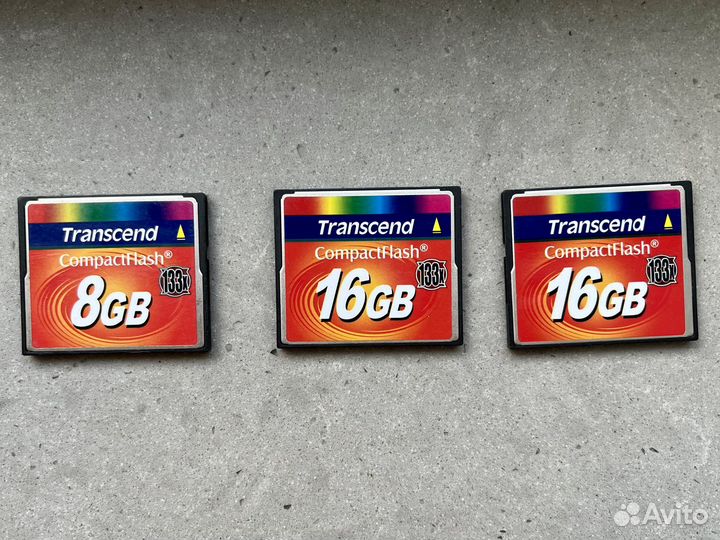 Transcend
CompactFlash®
133x
8GB
Transcend
CompactFlash®
133x
16GB
Transcend
CompactFlash®
133x
16GB
Avito